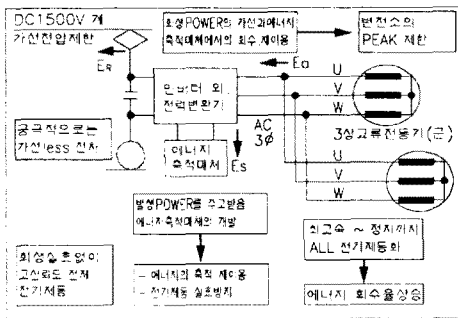 DC1500V 계
가선전압제한
회생POWER의 가선과에너지
축적매체에서의 회수 재이용
변전소의
PEAK 제한
ER
Ea
인버터 외
전력변환기
U
V
W
AC
3Ø
3상교류전동기(군)
궁극적으로는
가선less 전차
에너지
축적매체
Es
U
V
W
발생POWER를 주고받음
에너지축적매체의 개발
최고속 ~ 정지까지
ALL 전기제동화
회생실효없이
고신뢰도 전제
전기제동
- 에너지의 축적 재이용
- 전기제동 실효방지
에너지 회수율상승